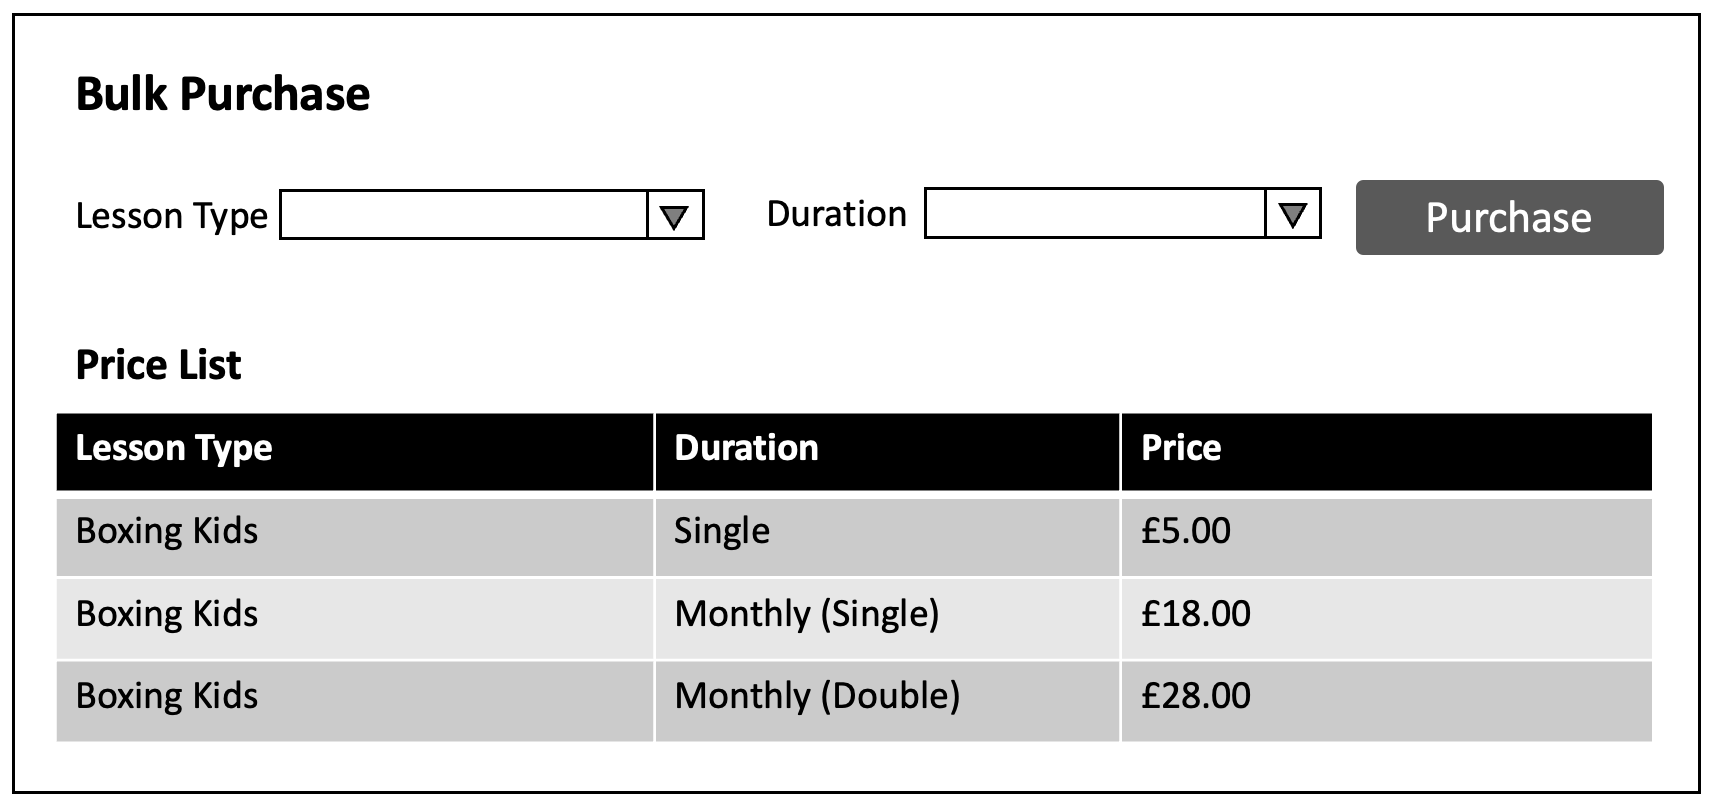 Bulk Purchase
Lesson Type Duration Purchase
Price List
Lesson Type Duration Price
Boxing Kids Single £5.00
Boxing Kids Monthly (Single) £18.00
Boxing Kids Monthly (Double) £28.00